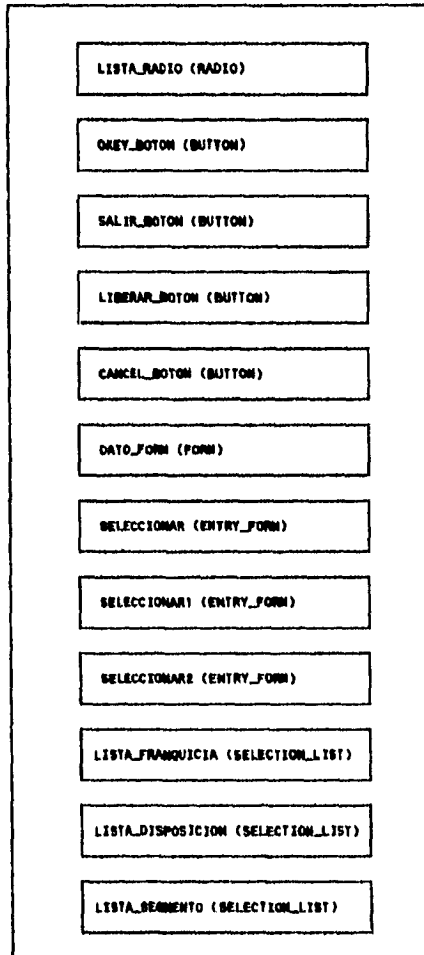 LISTA_RADIO (RADIO)
OKEY_BOTON (BUTTON)
SALIR_BOTON (BUTTON)
LIBERAR_BOTON (BUTTON)
CANCEL_BOTON (BUTTON)
DATO_FORM (FORM)
SELECCIONAR (ENTRY_FORM)
SELECCIONAR1 (ENTRY_FORM)
SELECCIONAR2 (ENTRY_FORM)
LISTA_FRANQUICIA (SELECTION_LIST)
LISTA_DISPOSICION (SELECTION_LIST)
LISTA_SEGMENTO (SELECTION_LIST)